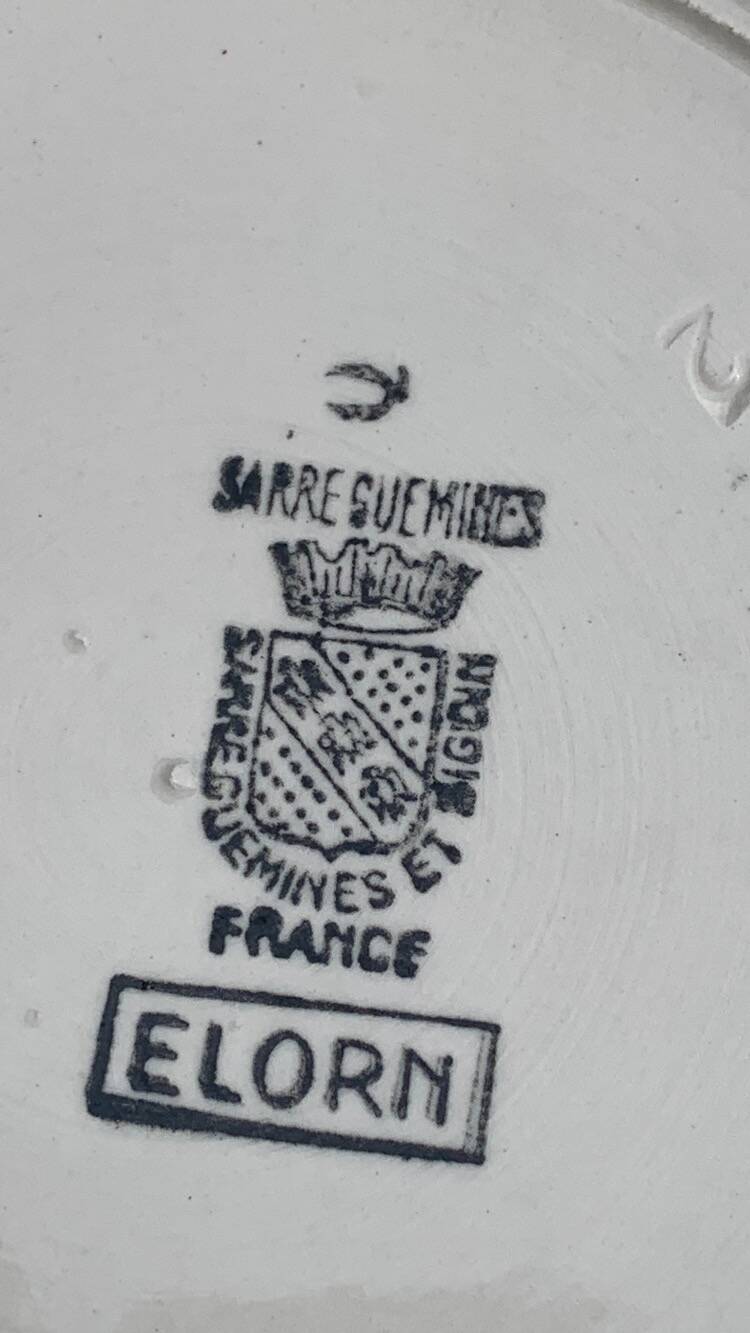 SARREGUEMINES
SARREGUEMINES ET DIGOIN
FRANCE
ELORN